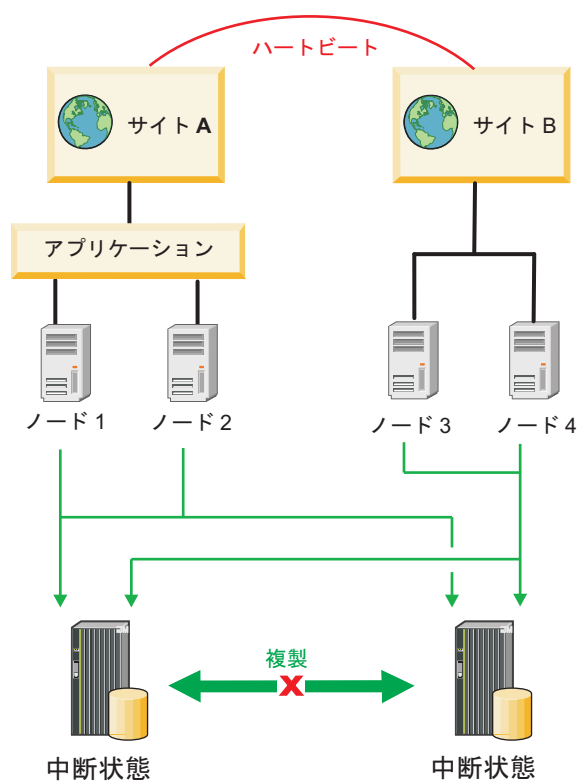 ハートビート
サイト A
サイト B
アプリケーション
ノード 1
ノード 2
ノード 3
ノード 4
複製
X
中断状態
中断状態